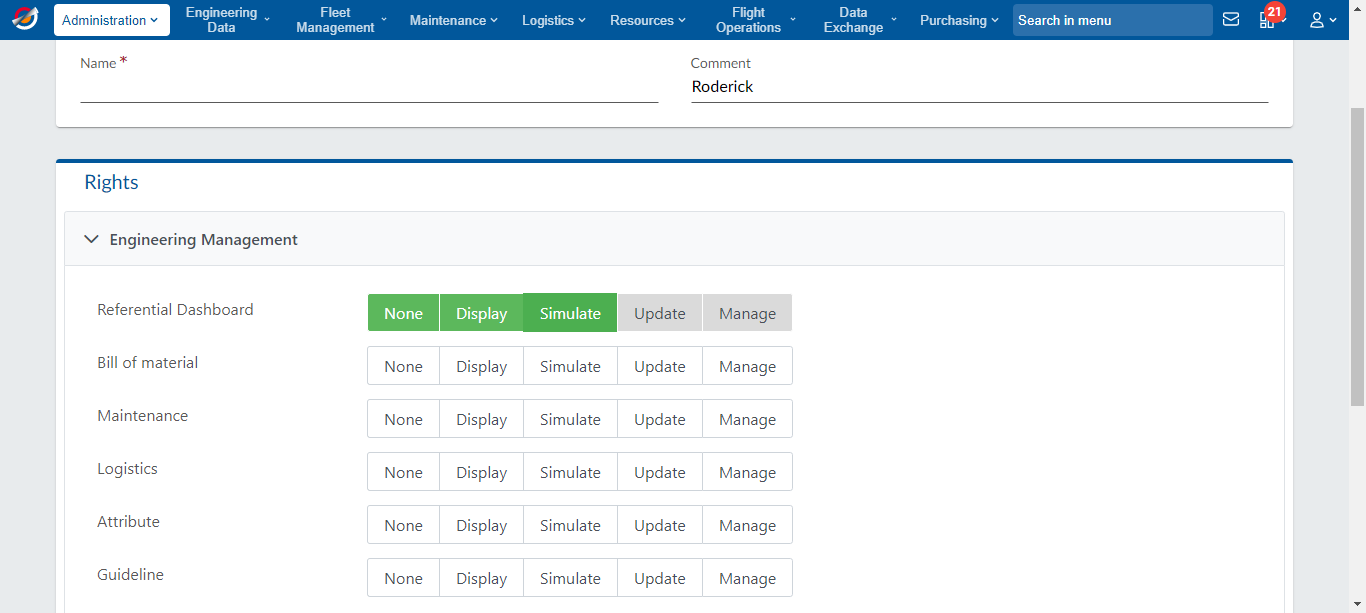 Administration
Engineering Data
Fleet Management
Maintenance
Logistics
Resources
Flight Operations
Data Exchange
Purchasing
Search in menu
21
Name *
Comment
Roderick
Rights
Engineering Management
Referential Dashboard None Display Simulate Update Manage
Bill of material None Display Simulate Update Manage
Maintenance None Display Simulate Update Manage
Logistics None Display Simulate Update Manage
Attribute None Display Simulate Update Manage
Guideline None Display Simulate Update Manage